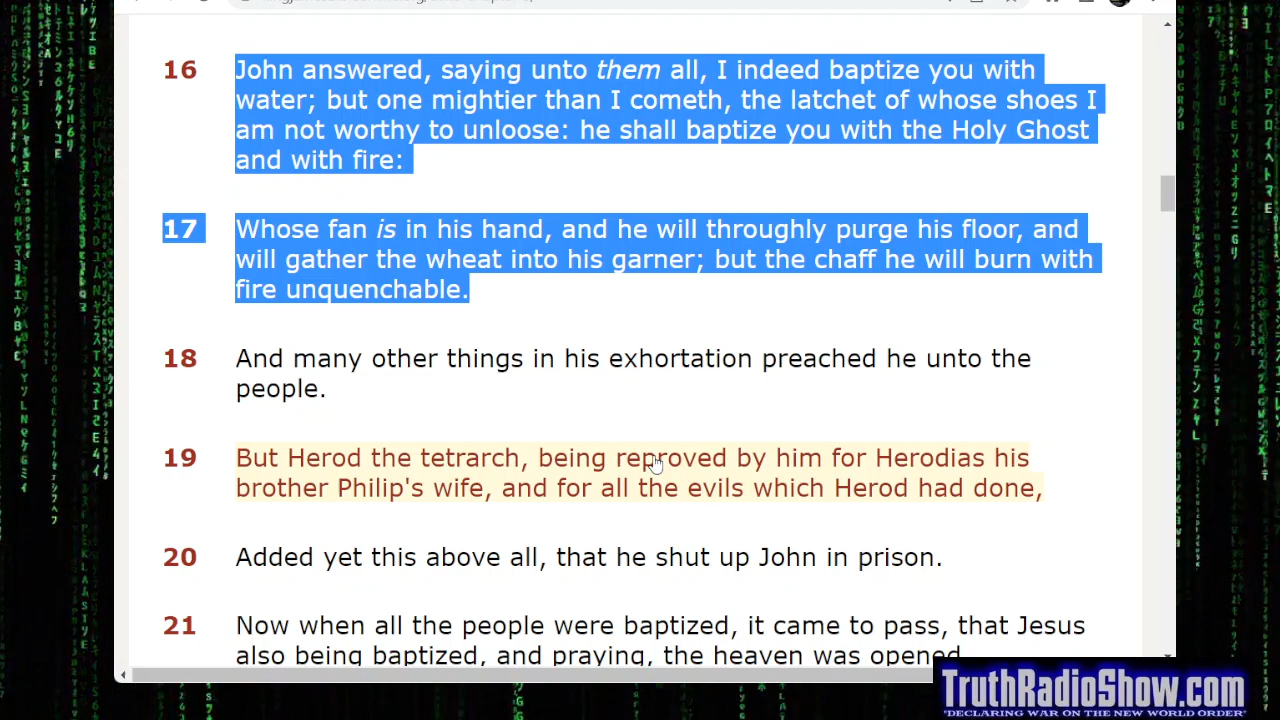 16 John answered, saying unto them all, I indeed baptize you with
water; but one mightier than I cometh, the latchet of whose shoes I
am not worthy to unloose: he shall baptize you with the Holy Ghost
and with fire:
17 Whose fan is in his hand, and he will throughly purge his floor, and
will gather the wheat into his garner; but the chaff he will burn with
fire unquenchable.
18 And many other things in his exhortation preached he unto the
people.
19 But Herod the tetrarch, being reproved by him for Herodias his
brother Philip's wife, and for all the evils which Herod had done,
20 Added yet this above all, that he shut up John in prison.
21 Now when all the people were baptized, it came to pass, that Jesus
also being baptized, and praying, the heaven was opened
TruthRadioShow.com
"DECLARING WAR ON THE NEW WORLD ORDER"